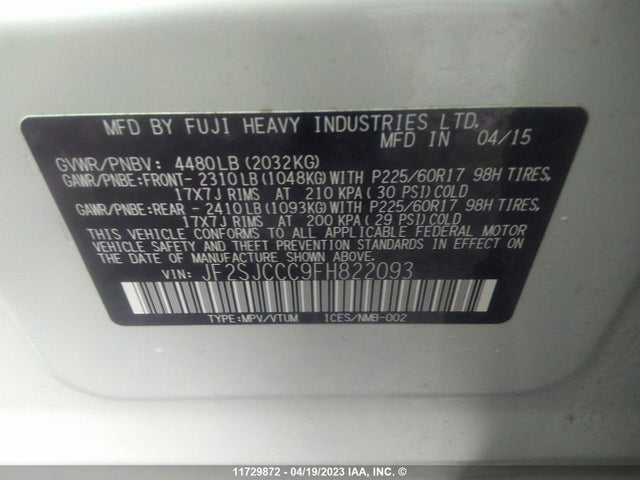 MFD BY FUJI HEAVY INDUSTRIES LTD.
MFD IN 04/15
GVWR/PNBV: 4480LB(2032KG)
GAWR/PNBE:FRONT- 2310LB(1048KG)WITH P225/60R17 98H TIRES,
17X7J RIMS AT 210 KPA(30 PSI)COLD
GAWR/PNBE:REAR -2410LB(1093KG)WITH P225/60R17 98H TIRES,
17X7J RIMS AT 200 KPA(29 PSI)COLD
THIS VEHICLE CONFORMS TO ALL APPLICABLE FEDERAL MOTOR
VEHICLE SAFETY AND THEFT PREVENTION STANDARDS IN EFFECT ON
THE DATE OF MANUFACTURE SHOWN ABOVE.
VIN: JF2SJCCC9FH822093
TYPE:MPV/VTUM ICES/NMB-002
11729872 - 04/19/2023 IAA, INC. ©